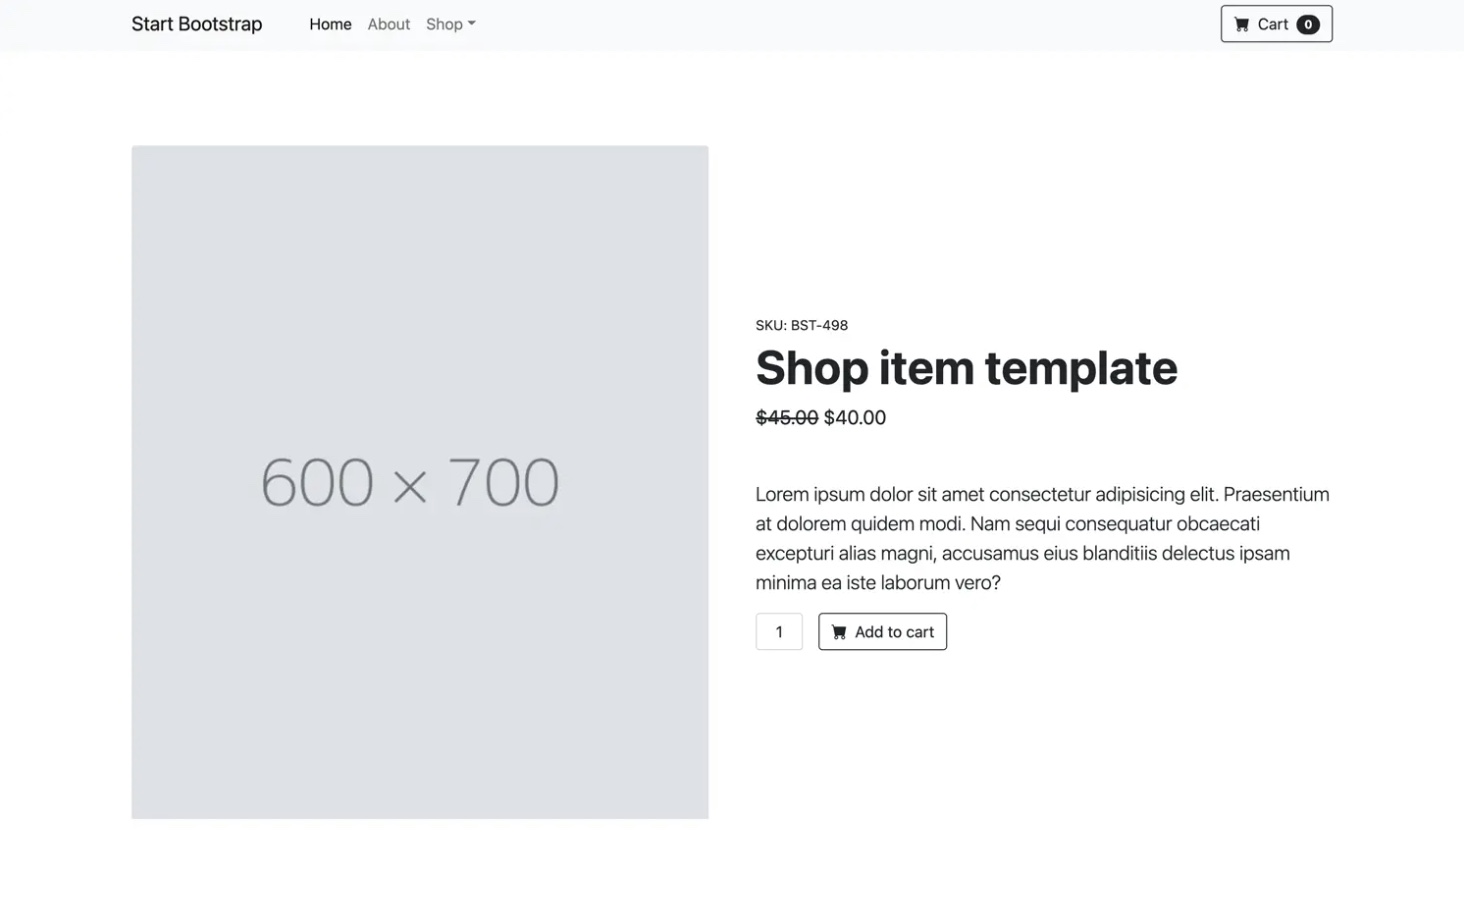 Start Bootstrap Home About Shop Cart 0
600 × 700
SKU: BST-498
Shop item template
$45.00 $40.00
Lorem ipsum dolor sit amet consectetur adipisicing elit. Praesentium
at dolorem quidem modi. Nam sequi consequatur obcaecati
excepturi alias magni, accusamus eius blanditiis delectus ipsam
minima ea iste laborum vero?
1 Add to cart